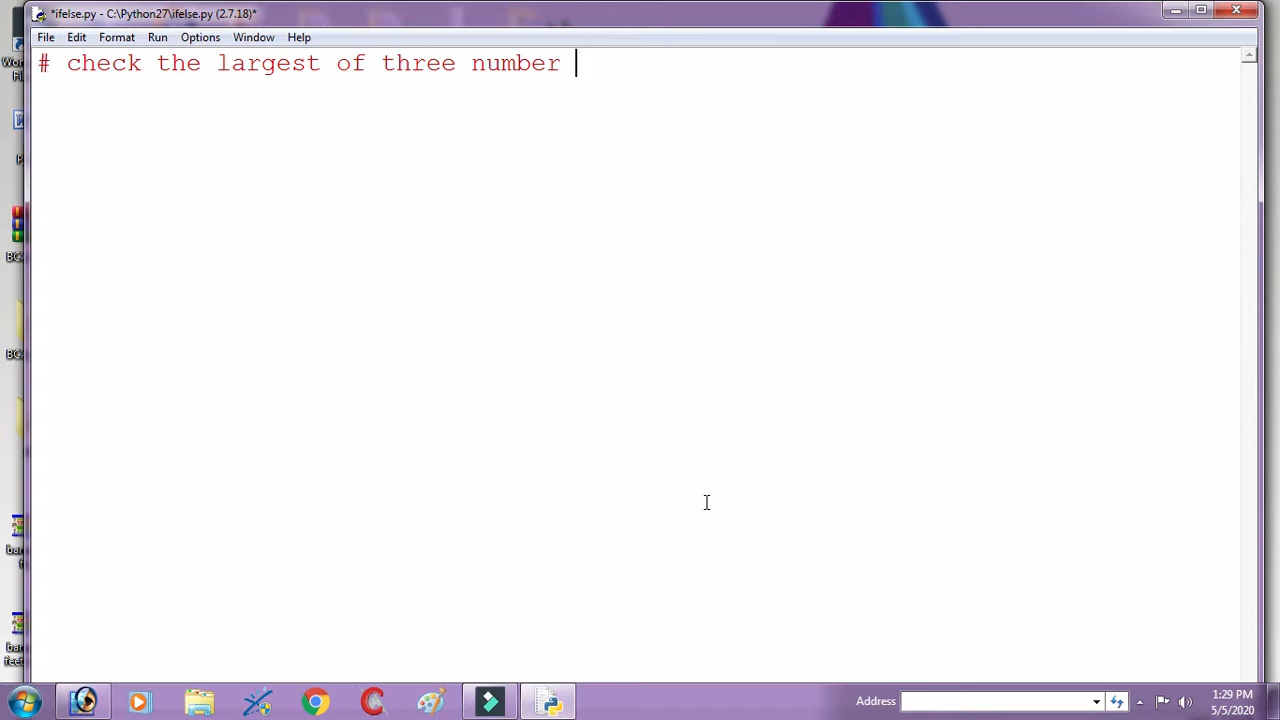 *ifelse.py - C:\Python27\ifelse.py (2.7.18)*
File Edit Format Run Options Window Help
# check the largest of three number
Address
1:29 PM
5/5/2020